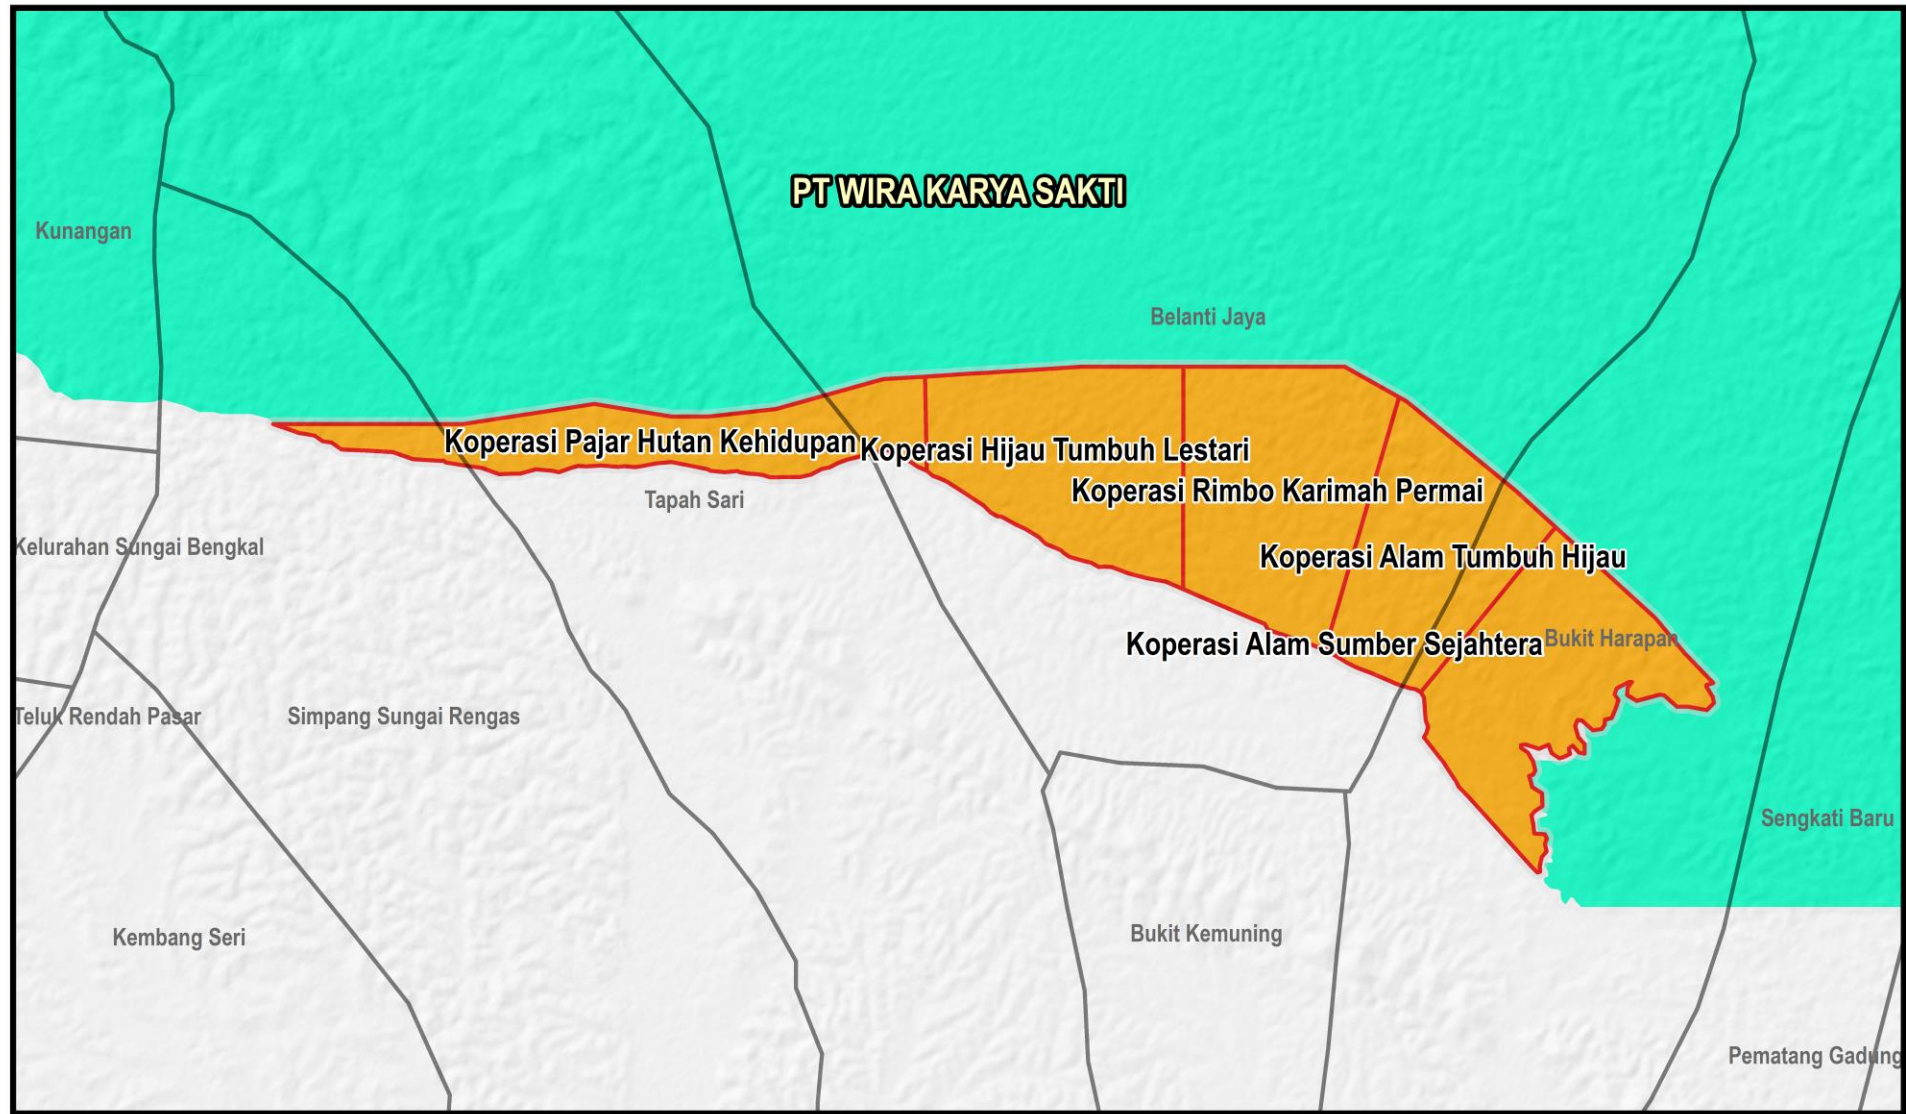 PT WIRA KARYA SAKTI
Kunangan
Belanti Jaya
Koperasi Pajar Hutan Kehidupan
Koperasi Hijau Tumbuh Lestari
Koperasi Rimbo Karimah Permai
Tapah Sari
Kelurahan Sungai Bengkal
Koperasi Alam Tumbuh Hijau
Koperasi Alam Sumber Sejahtera
Bukit Harapan
Teluk Rendah Pasar
Simpang Sungai Rengas
Sengkati Baru
Kembang Seri
Bukit Kemuning
Pematang Gadung